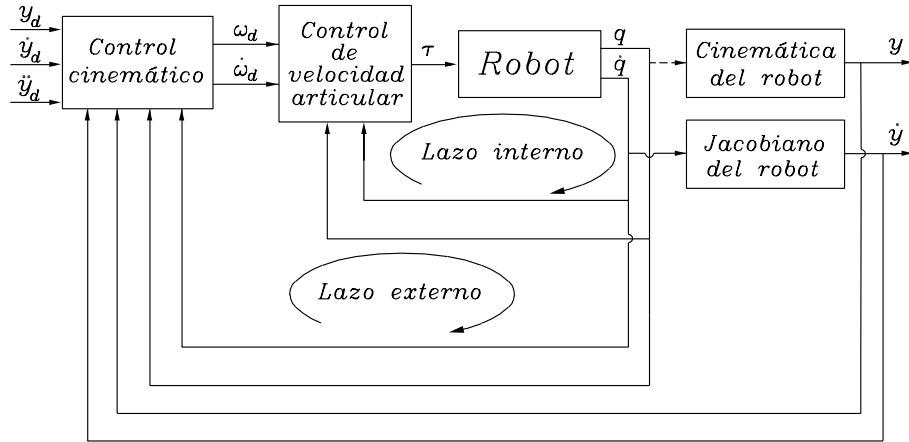 y_d
ẏ_d
ÿ_d
Control
cinemático
ω_d
ω̇_d
Control
de
velocidad
articular
τ
Robot
q
q̇
Cinemática
del robot
y
Jacobiano
del robot
ẏ
Lazo interno
Lazo externo